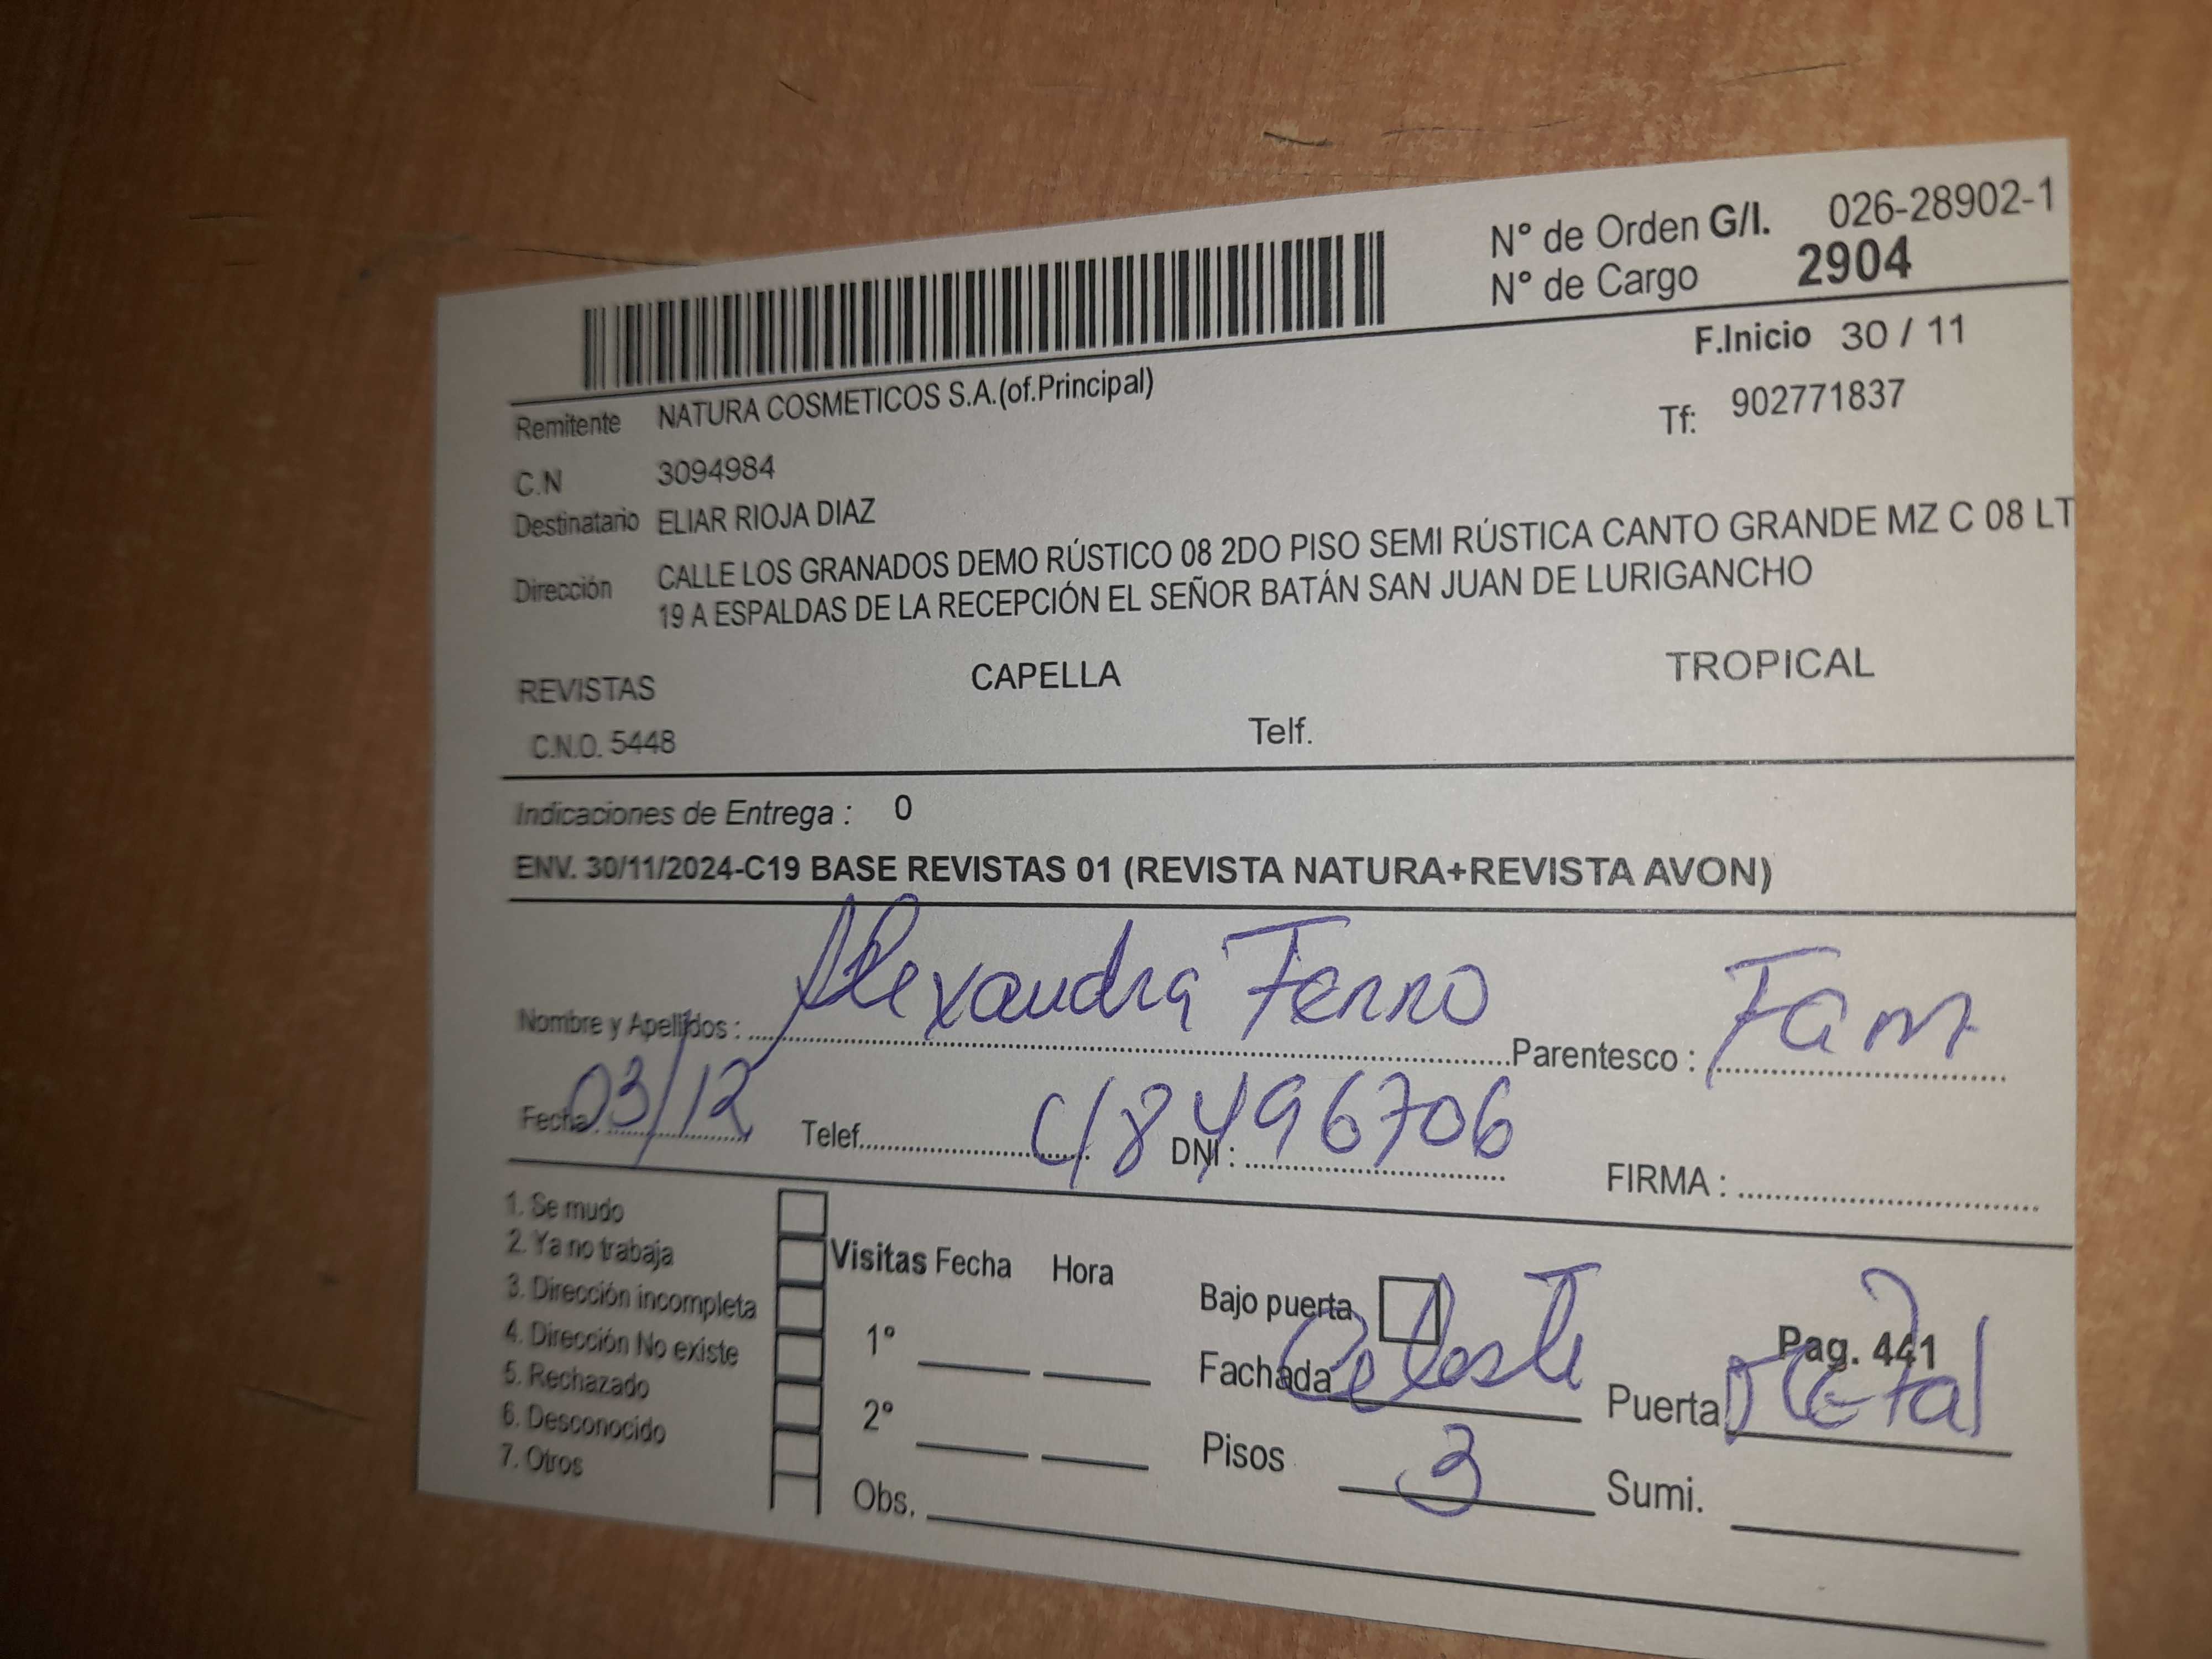 N° de Orden G/I. 026-28902-1
N° de Cargo 2904
F.Inicio 30 / 11
Remitente NATURA COSMETICOS S.A.(of.Principal)
Tf: 902771837
C.N 3094984
Destinatario ELIAR RIOJA DIAZ
Dirección CALLE LOS GRANADOS DEMO RÚSTICO 08 2DO PISO SEMI RÚSTICA CANTO GRANDE MZ C 08 LT
19 A ESPALDAS DE LA RECEPCIÓN EL SEÑOR BATÁN SAN JUAN DE LURIGANCHO
REVISTAS CAPELLA TROPICAL
C.N.O. 5448 Telf.
Indicaciones de Entrega : 0
ENV. 30/11/2024-C19 BASE REVISTAS 01 (REVISTA NATURA+REVISTA AVON)
Nombre y Apellidos : Alexandra Ferro Parentesco : Fam
Fecha: 03/12 Telef. DNI : 48496706 FIRMA :
1. Se mudo
2. Ya no trabaja
3. Dirección incompleta
4. Dirección No existe
5. Rechazado
6. Desconocido
7. Otros
Visitas Fecha Hora
1°
2°
Obs.
Bajo puerta
Pag. 441
Fachada Celeste Puerta Metal
Pisos 3 Sumi.